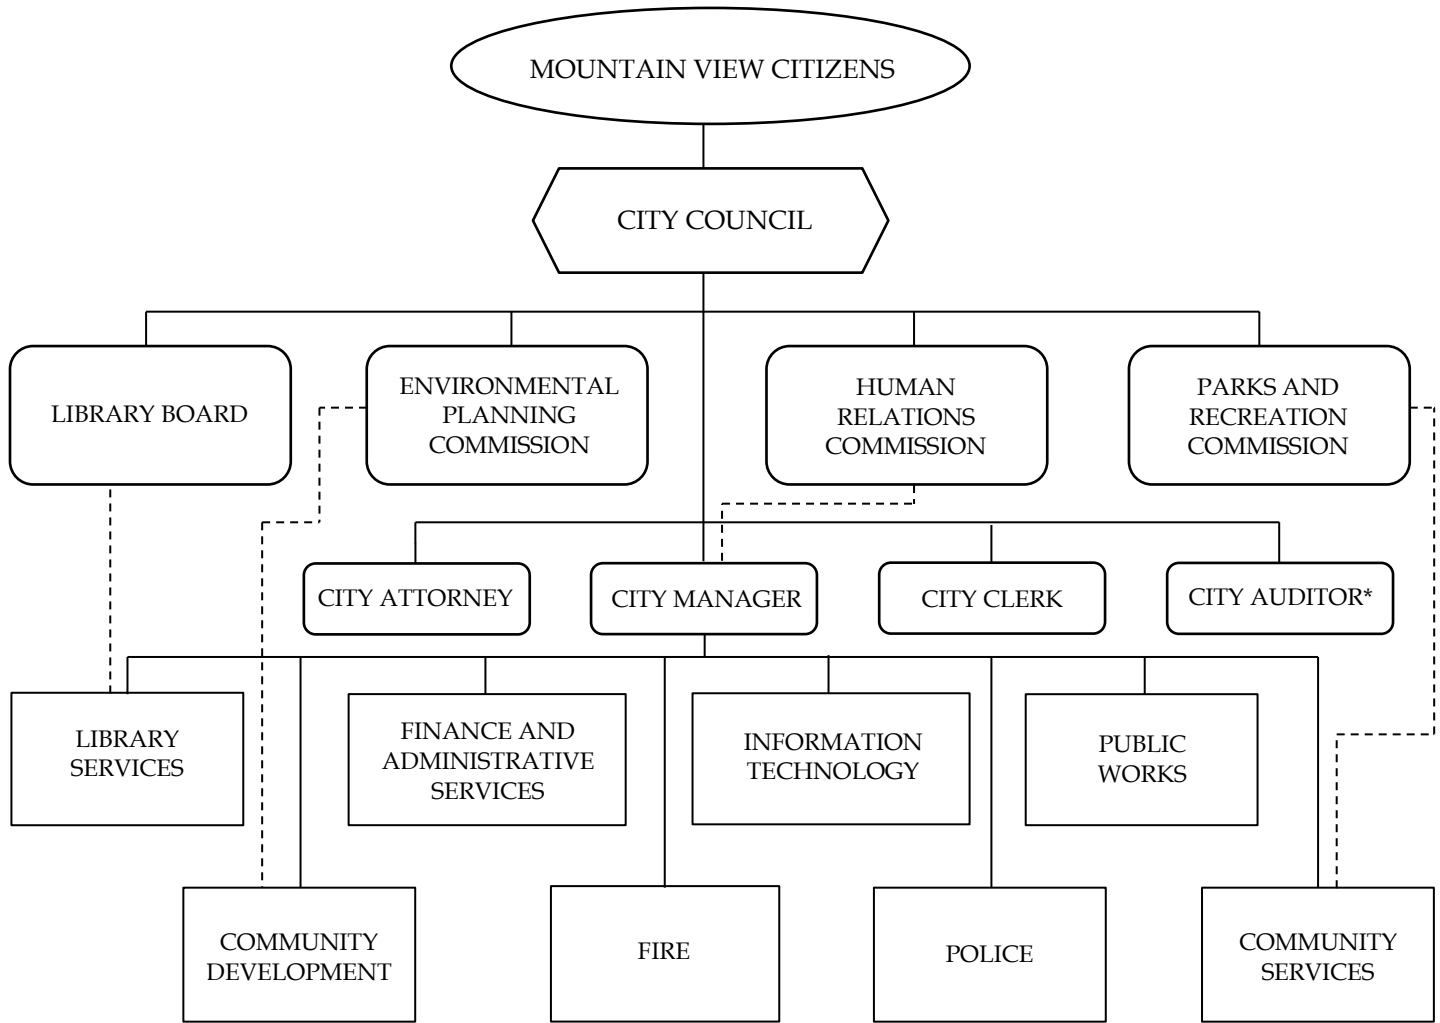 MOUNTAIN VIEW CITIZENS
CITY COUNCIL
LIBRARY BOARD
ENVIRONMENTAL
PLANNING
COMMISSION
HUMAN
RELATIONS
COMMISSION
PARKS AND
RECREATION
COMMISSION
CITY ATTORNEY
CITY MANAGER
CITY CLERK
CITY AUDITOR*
LIBRARY
SERVICES
FINANCE AND
ADMINISTRATIVE
SERVICES
INFORMATION
TECHNOLOGY
PUBLIC
WORKS
COMMUNITY
DEVELOPMENT
FIRE
POLICE
COMMUNITY
SERVICES